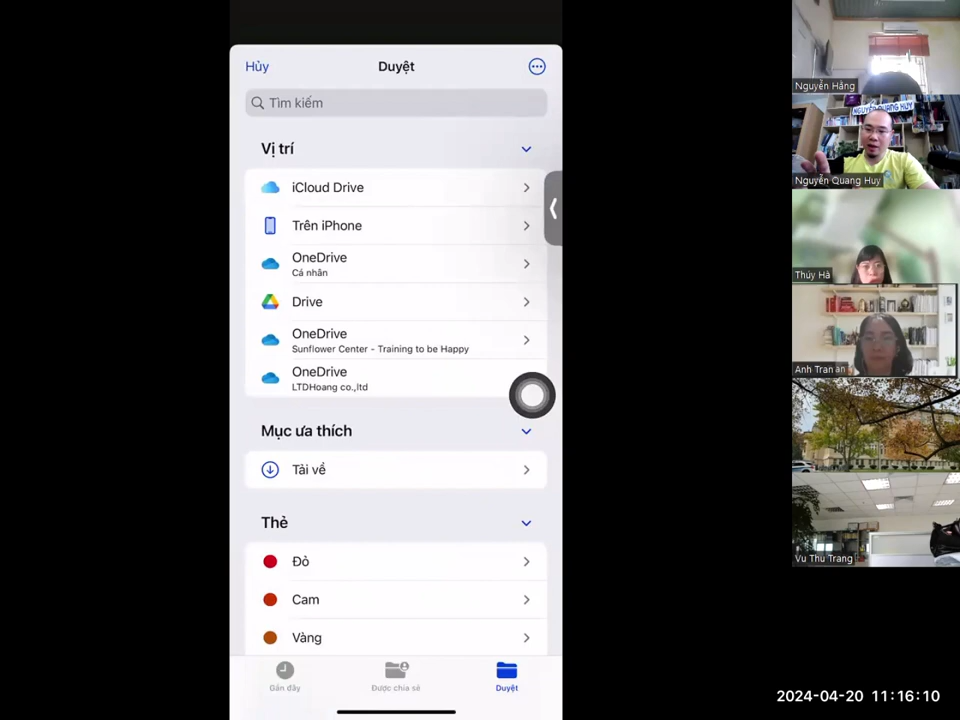 Hủy
Duyệt
Tìm kiếm
Vị trí
iCloud Drive
Trên iPhone
OneDrive
Cá nhân
Drive
OneDrive
Sunflower Center - Training to be Happy
OneDrive
LTDHoang co.,ltd
Mục ưa thích
Tải về
Thẻ
Đỏ
Cam
Vàng
Gần đây
Được chia sẻ
Duyệt
Nguyễn Hằng
NGUYỄN QUANG HUY
Nguyễn Quang Huy
Thúy Hà
Anh Tran an
Vu Thu Trang
2024-04-20 11:16:10